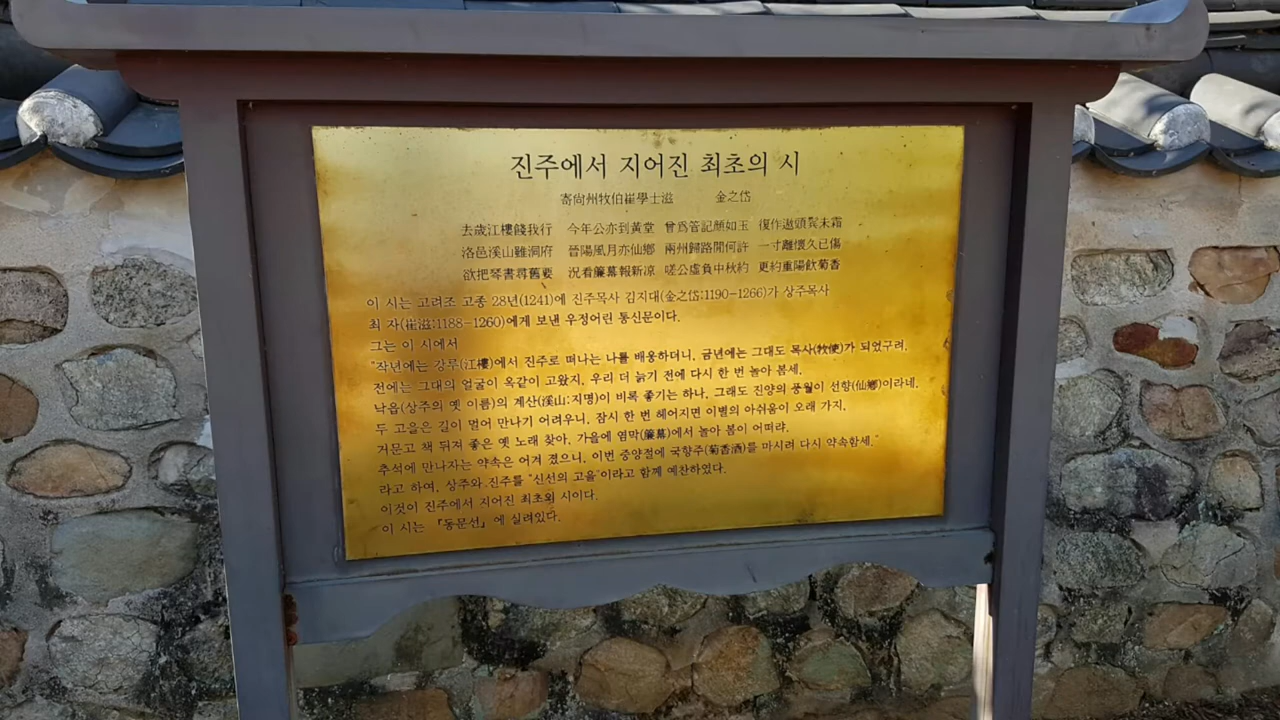 진주에서 지어진 최초의 시
寄尙州牧伯崔學士滋 金之岱
去歲江樓餞我行 今年公亦到黃堂 曾爲管記顔如玉 復作遨頭鬂未霜
洛邑溪山雖洞府 晉陽風月亦仙鄕 兩州歸路開何許 一寸離懷久已傷
欲把琴書尋舊要 況看簾幕報新凉 嗟公虛負中秋約 更約重陽飮菊香
이 시는 고려조 고종 28년(1241)에 진주목사 김지대(金之岱:1190-1266)가 상주목사
최 자(崔滋:1188-1260)에게 보낸 우정어린 통신문이다.
그는 이 시에서
"작년에는 강루(江樓)에서 진주로 떠나는 나를 배웅하더니, 금년에는 그대도 목사(牧使)가 되었구려.
전에는 그대의 얼굴이 옥같이 고왔지, 우리 더 늙기 전에 다시 한 번 놀아 봄세.
낙읍(상주의 옛 이름)의 계산(溪山:지명)이 비록 좋기는 하나, 그래도 진양의 풍월이 선향(仙鄕)이라네.
두 고을은 길이 멀어 만나기 어려우니, 잠시 한 번 헤어지면 이별의 아쉬움이 오래 가지.
거문고 책 뒤져 좋은 옛 노래 찾아, 가을에 염막(簾幕)에서 놀아 봄이 어떠랴.
추석에 만나자는 약속은 어겨 졌으니, 이번 중양절에 국향주(菊香酒)를 마시려 다시 약속함세."
라고 하여, 상주와 진주를 "신선의 고을"이라고 함께 예찬하였다.
이것이 진주에서 지어진 최초의 시이다.
이 시는 「동문선」에 실려있다.